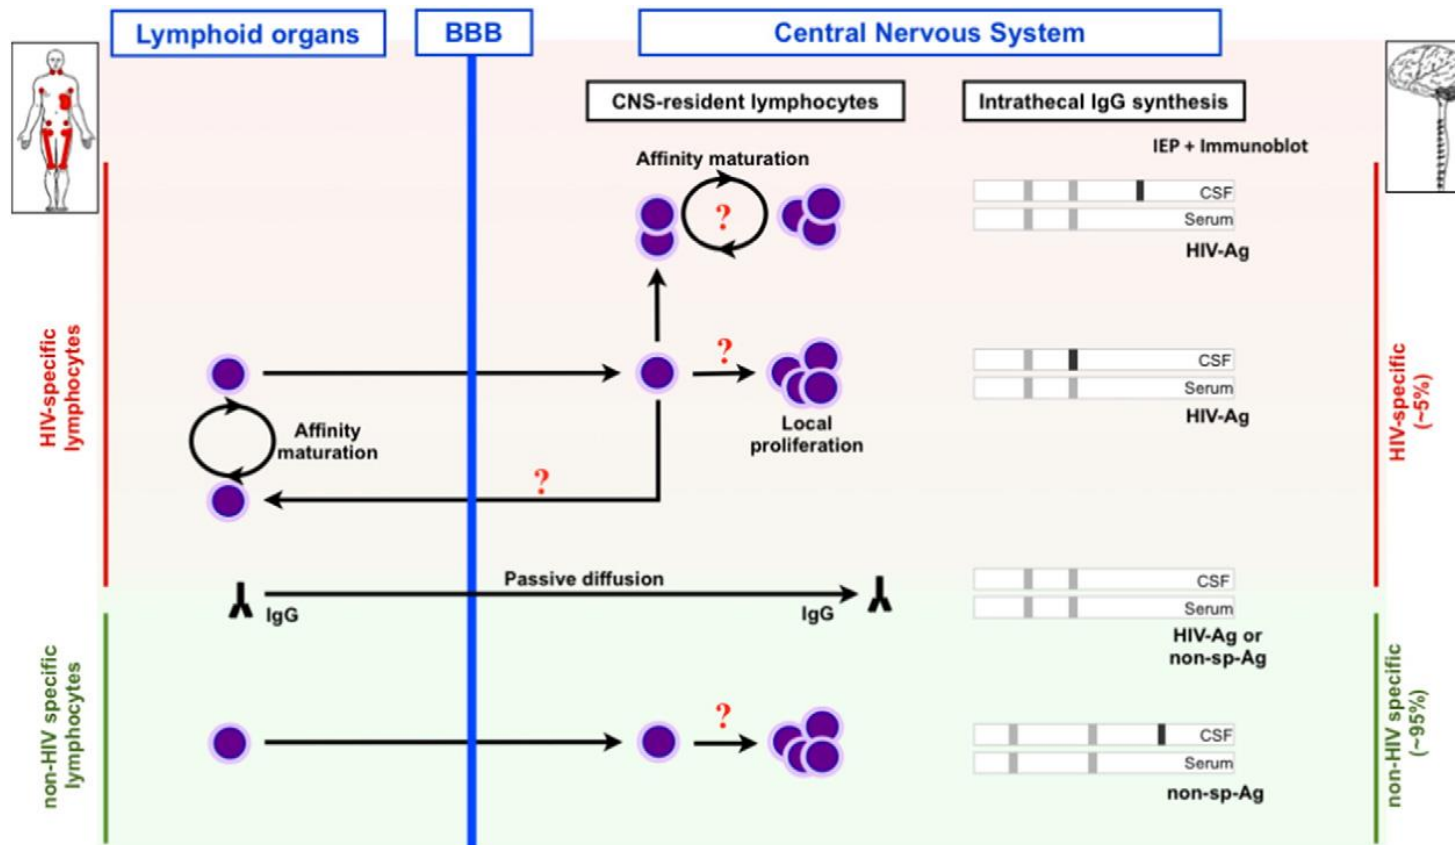 Lymphoid organs
BBB
Central Nervous System
CNS-resident lymphocytes
Intrathecal IgG synthesis
IEP + Immunoblot
Affinity maturation
?
CSF
Serum
HIV-Ag
HIV-specific
lymphocytes
Affinity
maturation
?
Local
proliferation
?
CSF
Serum
HIV-Ag
HIV-specific
(~5%)
IgG
Passive diffusion
IgG
CSF
Serum
HIV-Ag or
non-sp-Ag
non-HIV specific
lymphocytes
?
CSF
Serum
non-sp-Ag
non-HIV specific
(~95%)